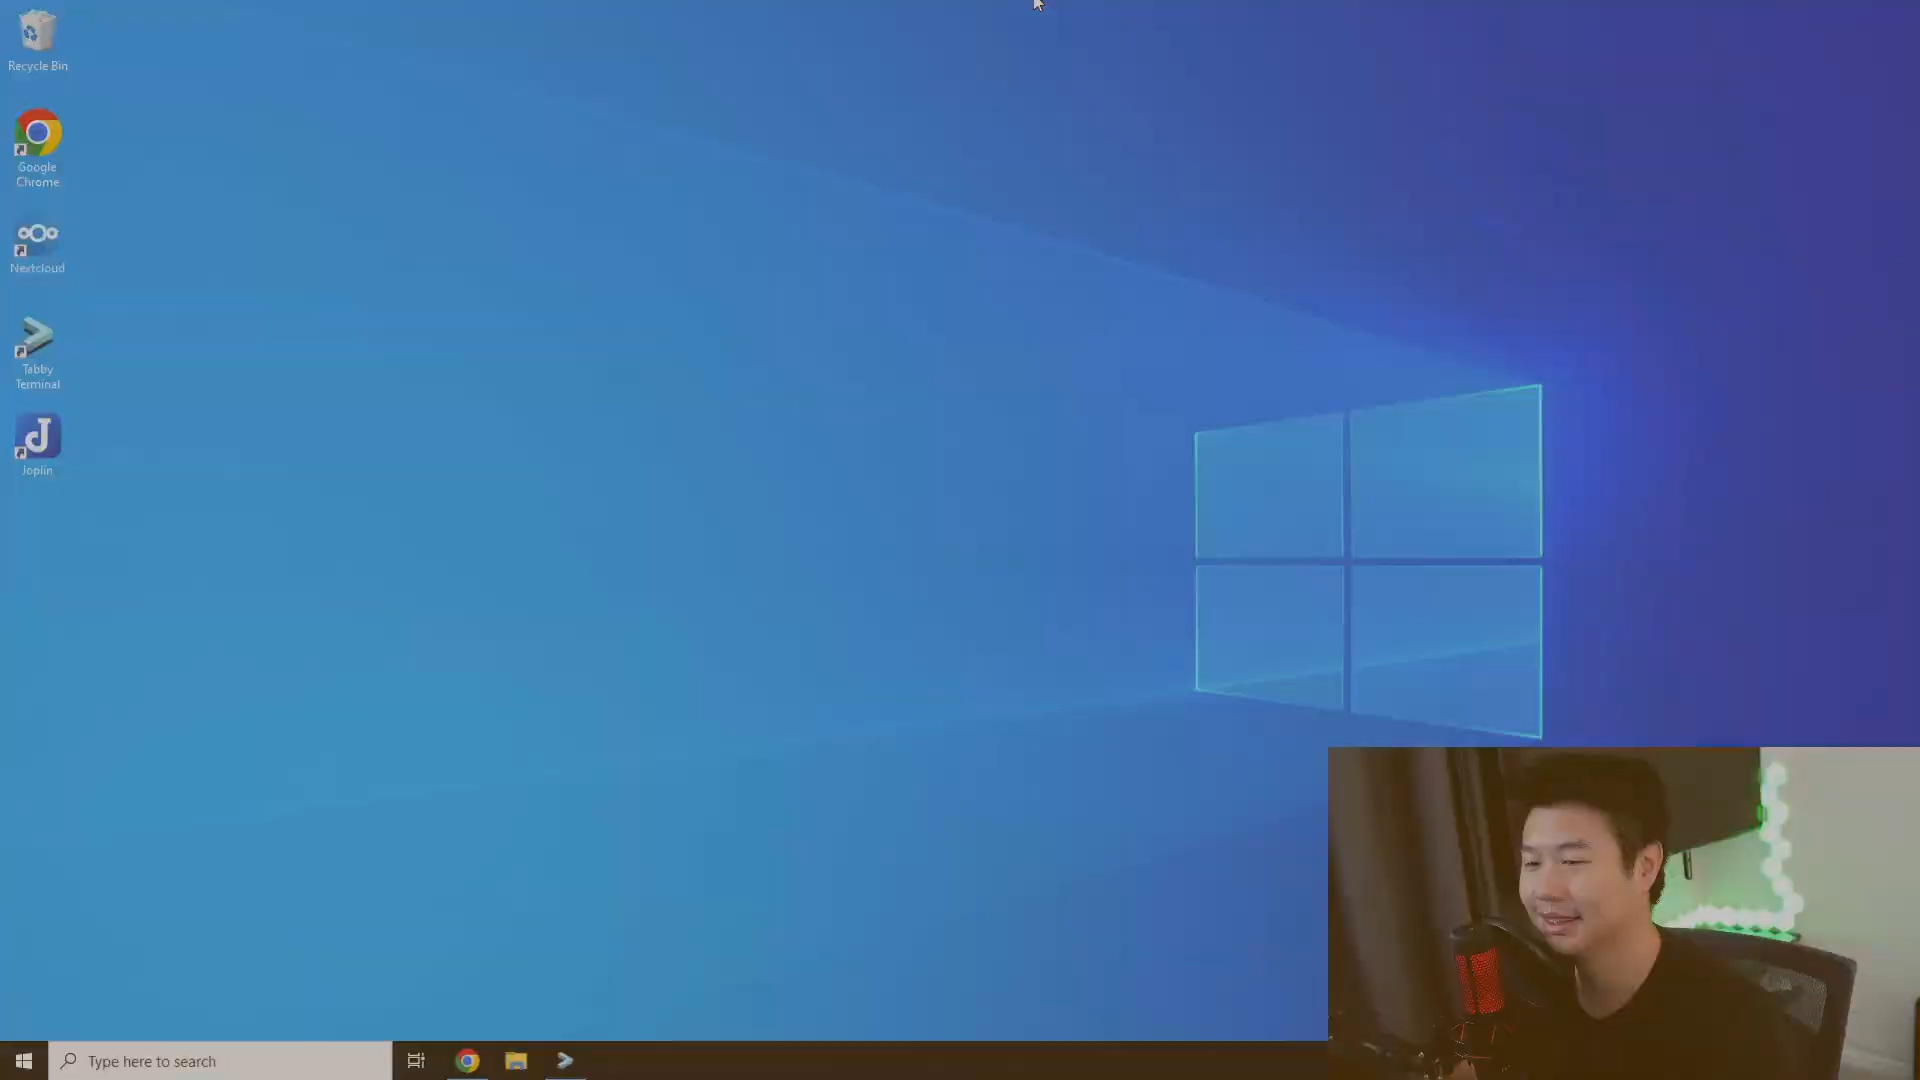 Recycle Bin
Google
Chrome
Nextcloud
Tabby
Terminal
Joplin
Type here to search